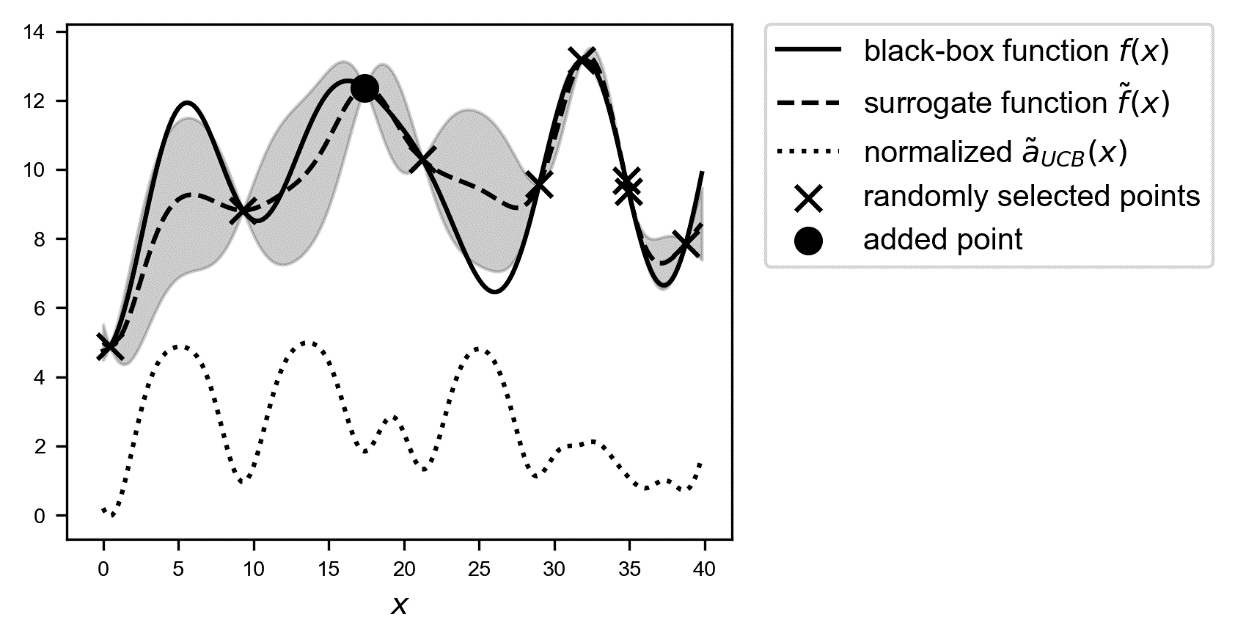 14
12
10
8
6
4
2
0
0 5 10 15 20 25 30 35 40
x
black-box function f(x)
surrogate function f̃(x)
normalized ã_UCB(x)
randomly selected points
added point